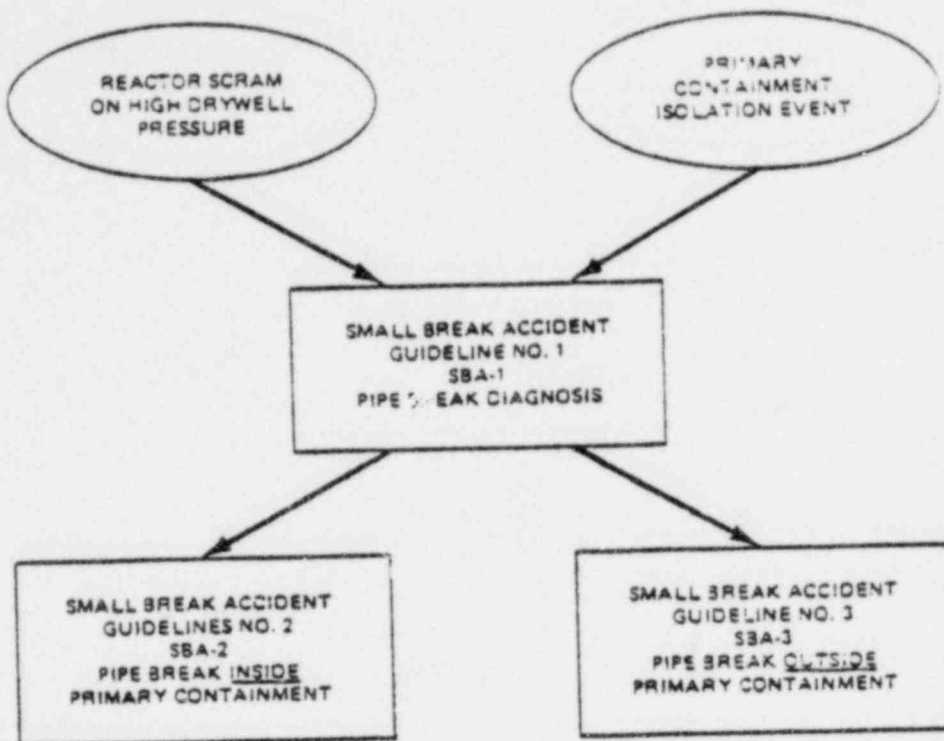 REACTOR SCRAM
ON HIGH DRYWELL
PRESSURE
PRIMARY
CONTAINMENT
ISOLATION EVENT
SMALL BREAK ACCIDENT
GUIDELINE NO. 1
SBA-1
PIPE BREAK DIAGNOSIS
SMALL BREAK ACCIDENT
GUIDELINES NO. 2
SBA-2
PIPE BREAK INSIDE
PRIMARY CONTAINMENT
SMALL BREAK ACCIDENT
GUIDELINE NO. 3
SBA-3
PIPE BREAK OUTSIDE
PRIMARY CONTAINMENT